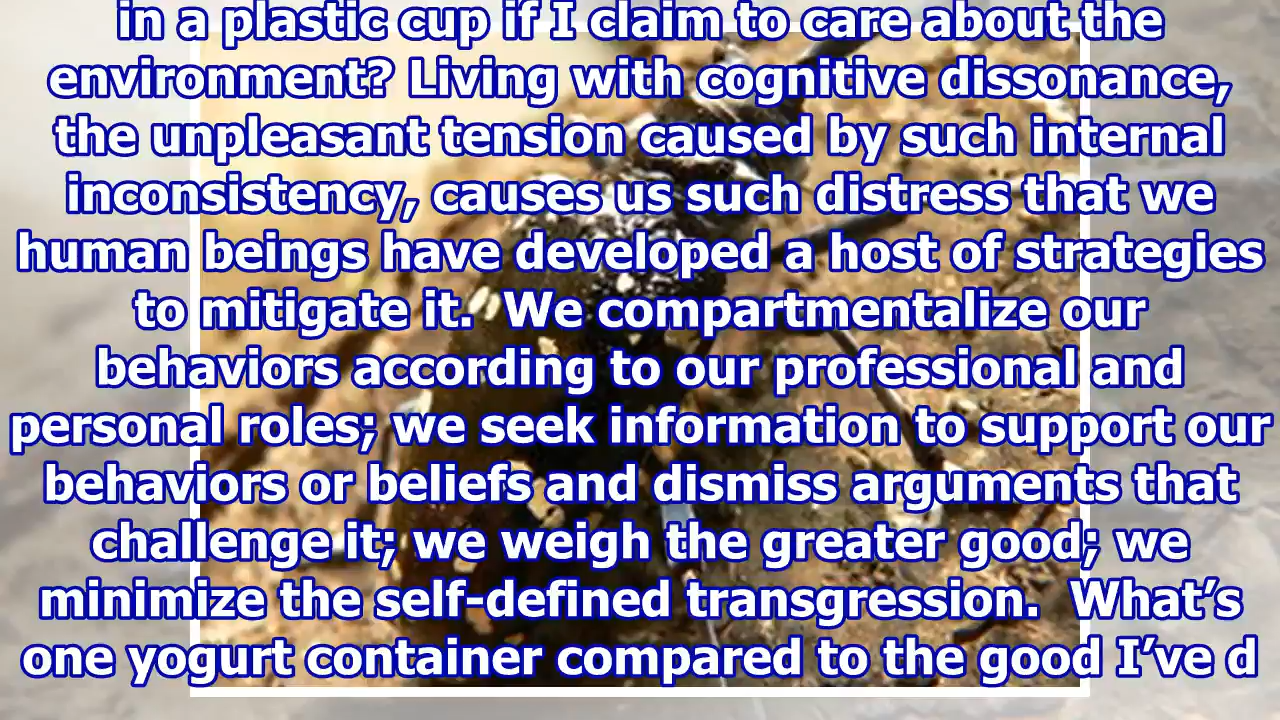 in a plastic cup if I claim to care about the
environment? Living with cognitive dissonance,
the unpleasant tension caused by such internal
inconsistency, causes us such distress that we
human beings have developed a host of strategies
to mitigate it.  We compartmentalize our
behaviors according to our professional and
personal roles; we seek information to support our
behaviors or beliefs and dismiss arguments that
challenge it; we weigh the greater good; we
minimize the self-defined transgression.  What’s
one yogurt container compared to the good I’ve d